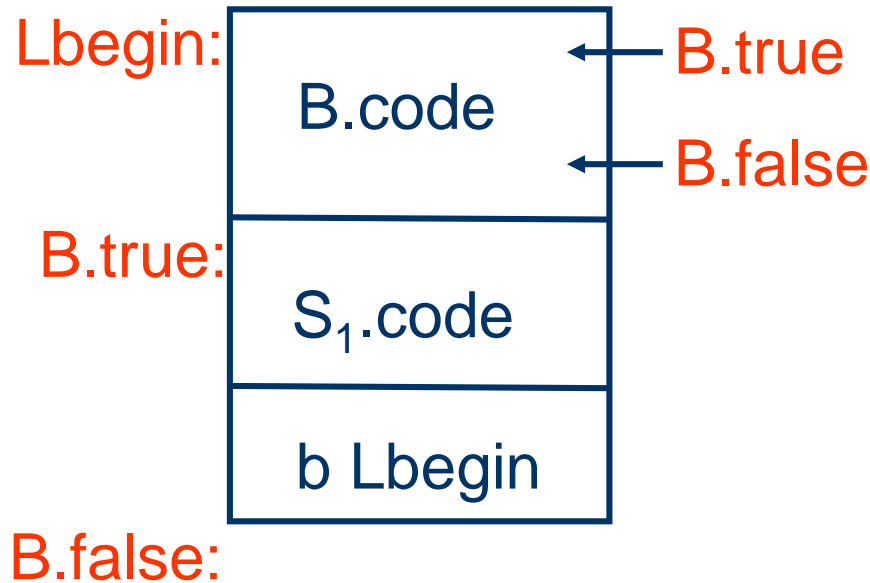 Lbegin:
B.true
B.code
B.false
B.true:
S₁.code
b Lbegin
B.false: